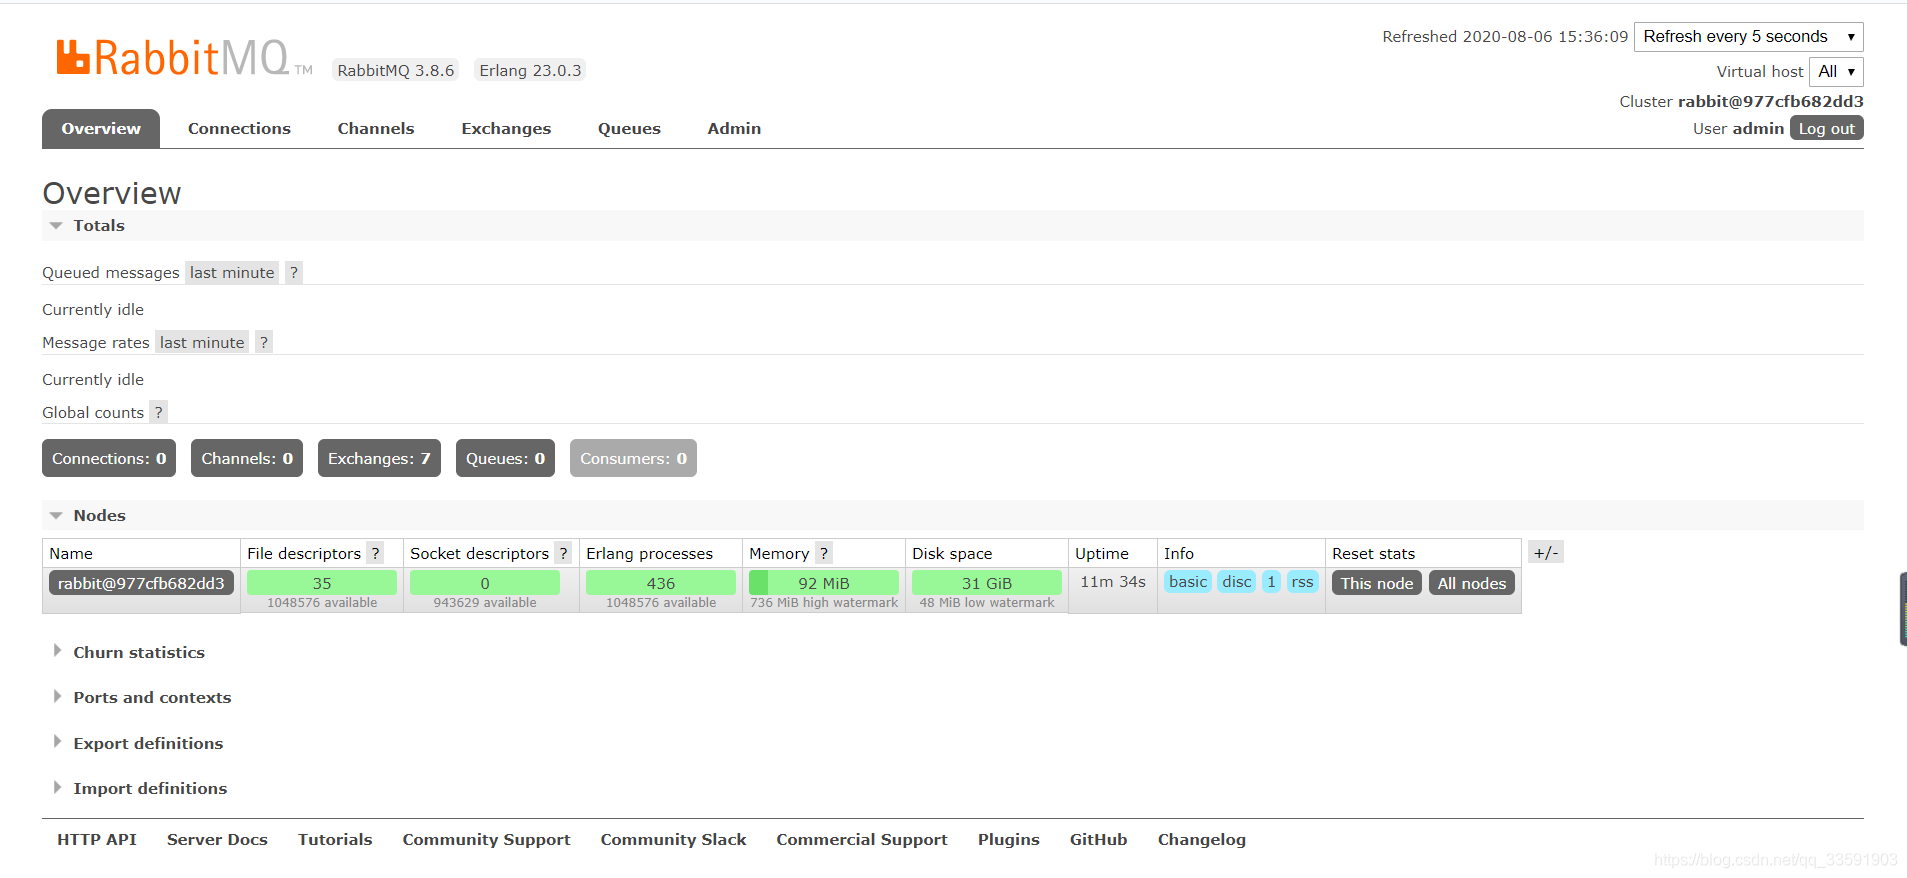 RabbitMQ TM RabbitMQ 3.8.6 Erlang 23.0.3
Refreshed 2020-08-06 15:36:09 Refresh every 5 seconds
Virtual host All
Cluster rabbit@977cfb682dd3
User admin Log out
Overview Connections Channels Exchanges Queues Admin
Overview
Totals
Queued messages last minute ?
Currently idle
Message rates last minute ?
Currently idle
Global counts ?
Connections: 0 Channels: 0 Exchanges: 7 Queues: 0 Consumers: 0
Nodes
Name File descriptors ? Socket descriptors ? Erlang processes Memory ? Disk space Uptime Info Reset stats +/-
rabbit@977cfb682dd3 35 0 436 92 MiB 31 GiB 11m 34s basic disc 1 rss This node All nodes
1048576 available 943629 available 1048576 available 736 MiB high watermark 48 MiB low watermark
Churn statistics
Ports and contexts
Export definitions
Import definitions
HTTP API Server Docs Tutorials Community Support Community Slack Commercial Support Plugins GitHub Changelog
https://blog.csdn.net/qq_33591903